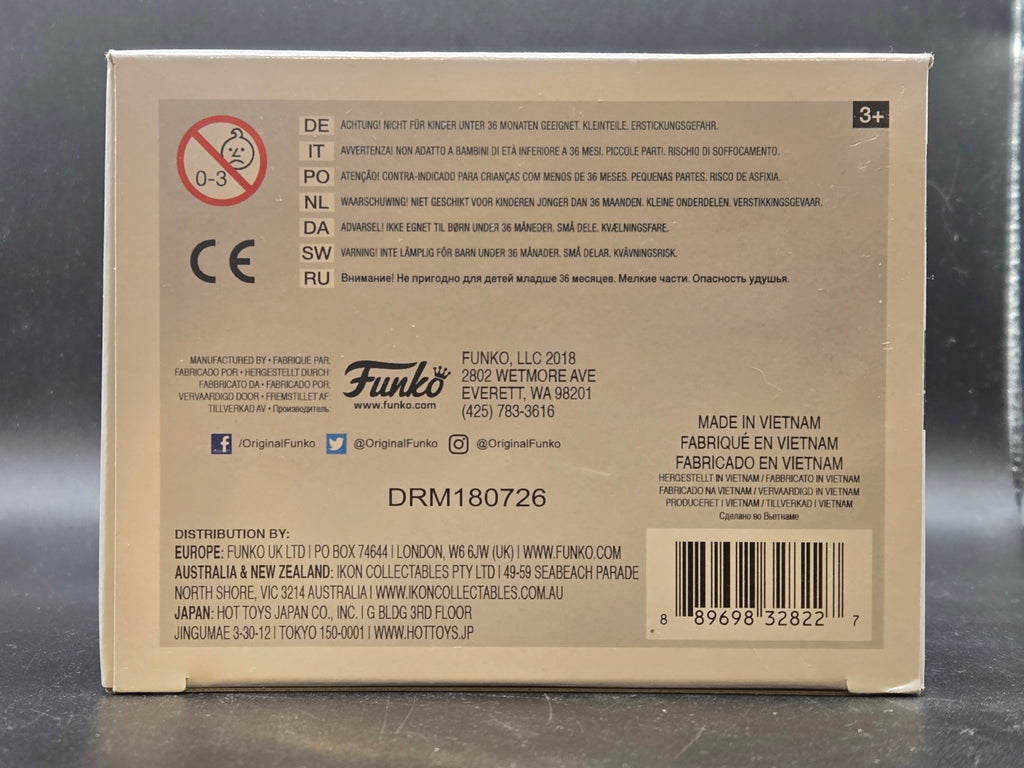 3+
0-3
DE ACHTUNG! NICHT FÜR KINDER UNTER 36 MONATEN GEEIGNET. KLEINTEILE. ERSTICKUNGSGEFAHR.
IT AVVERTENZA! NON ADATTO A BAMBINI DI ETÀ INFERIORE A 36 MESI. PICCOLE PARTI. RISCHIO DI SOFFOCAMENTO.
PO ATENÇÃO! CONTRA-INDICADO PARA CRIANÇAS COM MENOS DE 36 MESES. PEQUENAS PARTES. RISCO DE ASFIXIA.
NL WAARSCHUWING! NIET GESCHIKT VOOR KINDEREN JONGER DAN 36 MAANDEN. KLEINE ONDERDELEN. VERSTIKKINGSGEVAAR.
DA ADVARSEL! IKKE EGNET TIL BØRN UNDER 36 MÅNEDER. SMÅ DELE. KVÆLNINGSFARE.
SW VARNING! INTE LÄMPLIG FÖR BARN UNDER 36 MÅNADER. SMÅ DELAR. KVÄVNINGSRISK.
RU Внимание! Не пригодно для детей младше 36 месяцев. Мелкие части. Опасность удушья.
CE
MANUFACTURED BY • FABRIQUÉ PAR:
FABRICADO POR • HERGESTELLT DURCH:
FABBRICATO DA • FABRICADO POR:
VERVAARDIGD DOOR • FREMSTILLET AF:
TILLVERKAD AV • Производитель:
Funko
www.funko.com
FUNKO, LLC 2018
2802 WETMORE AVE
EVERETT, WA 98201
(425) 783-3616
/OriginalFunko @OriginalFunko @OriginalFunko
DRM180726
MADE IN VIETNAM
FABRIQUÉ EN VIETNAM
FABRICADO EN VIETNAM
HERGESTELLT IN VIETNAM / FABBRICATO IN VIETNAM
FABRICADO NA VIETNAM / VERVAARDIGD IN VIETNAM
PRODUCERET I VIETNAM / TILLVERKAD I VIETNAM
Сделано во Вьетнаме
DISTRIBUTION BY:
EUROPE: FUNKO UK LTD | PO BOX 74644 | LONDON, W6 6JW (UK) | WWW.FUNKO.COM
AUSTRALIA & NEW ZEALAND: IKON COLLECTABLES PTY LTD | 49-59 SEABEACH PARADE
NORTH SHORE, VIC 3214 AUSTRALIA | WWW.IKONCOLLECTABLES.COM.AU
JAPAN: HOT TOYS JAPAN CO., INC. | G BLDG 3RD FLOOR
JINGUMAE 3-30-12 | TOKYO 150-0001 | WWW.HOTTOYS.JP
8 89698 32822 7